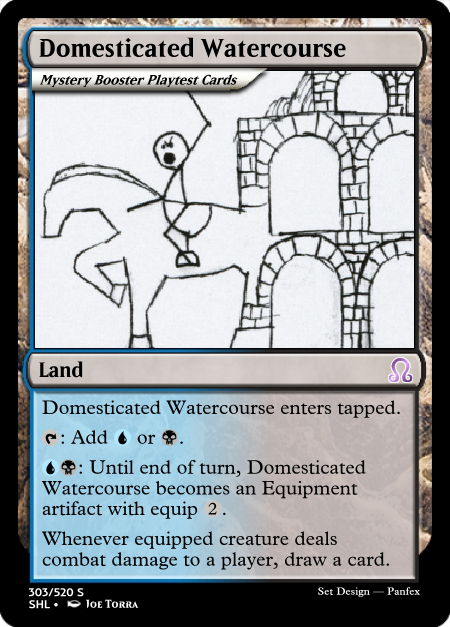 Domesticated Watercourse
Mystery Booster Playtest Cards
Land
Domesticated Watercourse enters tapped.
: Add or .
: Until end of turn, Domesticated
Watercourse becomes an Equipment
artifact with equip 2.
Whenever equipped creature deals
combat damage to a player, draw a card.
303/520 S
Set Design — Panfex
SHL • Joe Torra